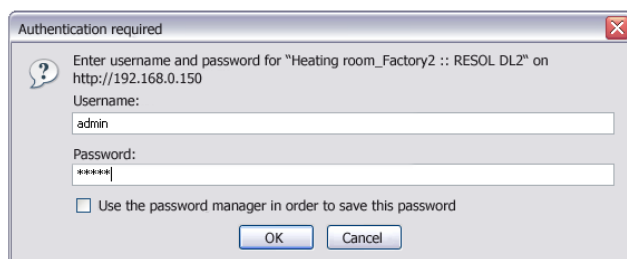 Authentication required
Enter username and password for "Heating room_Factory2 :: RESOL DL2" on
http://192.168.0.150
Username:
admin
Password:
*****
Use the password manager in order to save this password
OK
Cancel